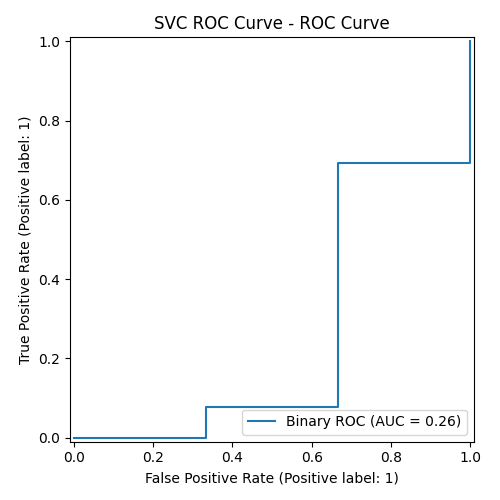 SVC ROC Curve - ROC Curve
1.0
0.8
0.6
0.4
0.2
0.0
True Positive Rate (Positive label: 1)
Binary ROC (AUC = 0.26)
0.0 0.2 0.4 0.6 0.8 1.0
False Positive Rate (Positive label: 1)